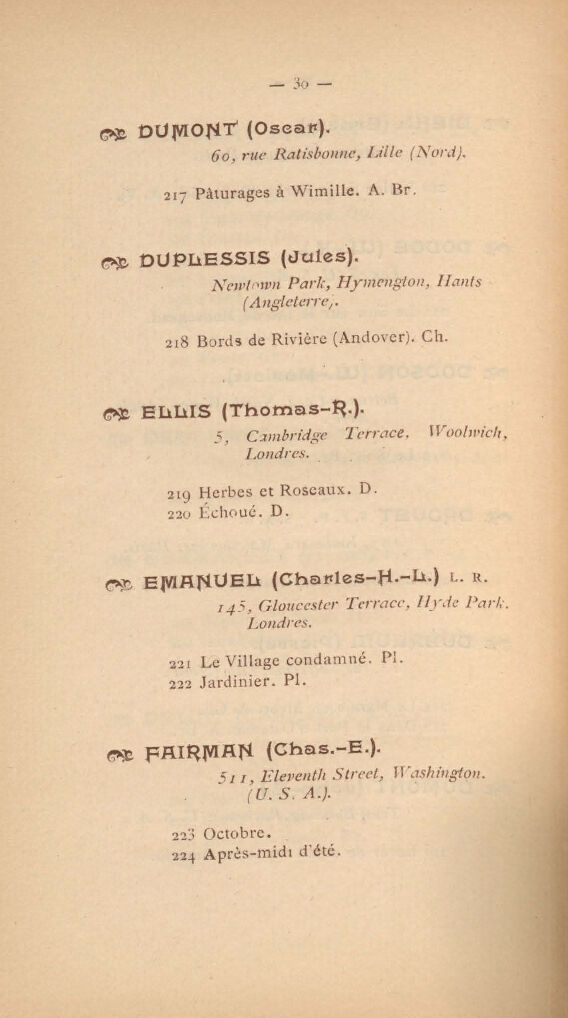 — 30 —
DUMONT (Oscar).
60, rue Ratisbonne, Lille (Nord).
217 Pâturages à Wimille. A. Br.
DUPLESSIS (Jules).
Newtown Park, Hymengton, Hants
(Angleterre).
218 Bords de Rivière (Andover). Ch.
ELLIS (Thomas-R.).
5, Cambridge Terrace, Woolwich,
Londres.
219 Herbes et Roseaux. D.
220 Échoué. D.
EMANUEL (Charles-H.-L.) L. R.
145, Gloucester Terrace, Hyde Park.
Londres.
221 Le Village condamné. Pl.
222 Jardinier. Pl.
FAIRMAN (Chas.-E.).
511, Eleventh Street, Washington.
(U. S. A.).
223 Octobre.
224 Après-midi d'été.